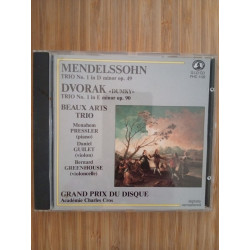 MENDELSSOHN
TRIO No. 1 in D minor op. 49
DVORAK «DUMKY»
TRIO No. 1 in E minor op. 90
BEAUX ARTS
TRIO
Menahem
PRESSLER
(piano)
Daniel
GUILET
(violin)
Bernard
GREENHOUSE
(violoncello)
GRAND PRIX DU DISQUE
Académie Charles Cros